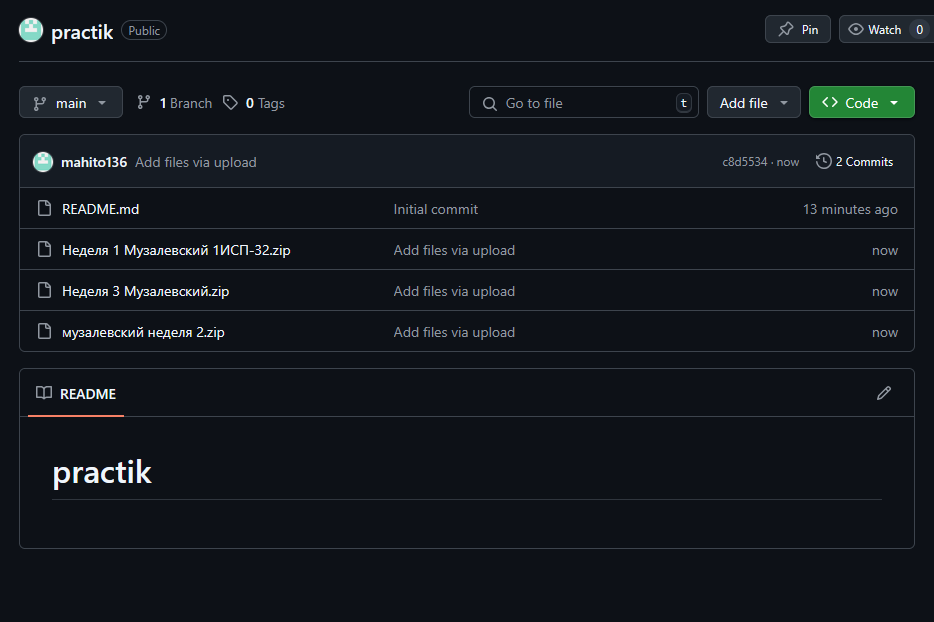 practik Public Pin Watch 0
main 1 Branch 0 Tags Go to file t Add file Code
mahito136 Add files via upload c8d5534 · now 2 Commits
README.md Initial commit 13 minutes ago
Неделя 1 Музалевский 1ИСП-32.zip Add files via upload now
Неделя 3 Музалевский.zip Add files via upload now
музалевский неделя 2.zip Add files via upload now
README
practik